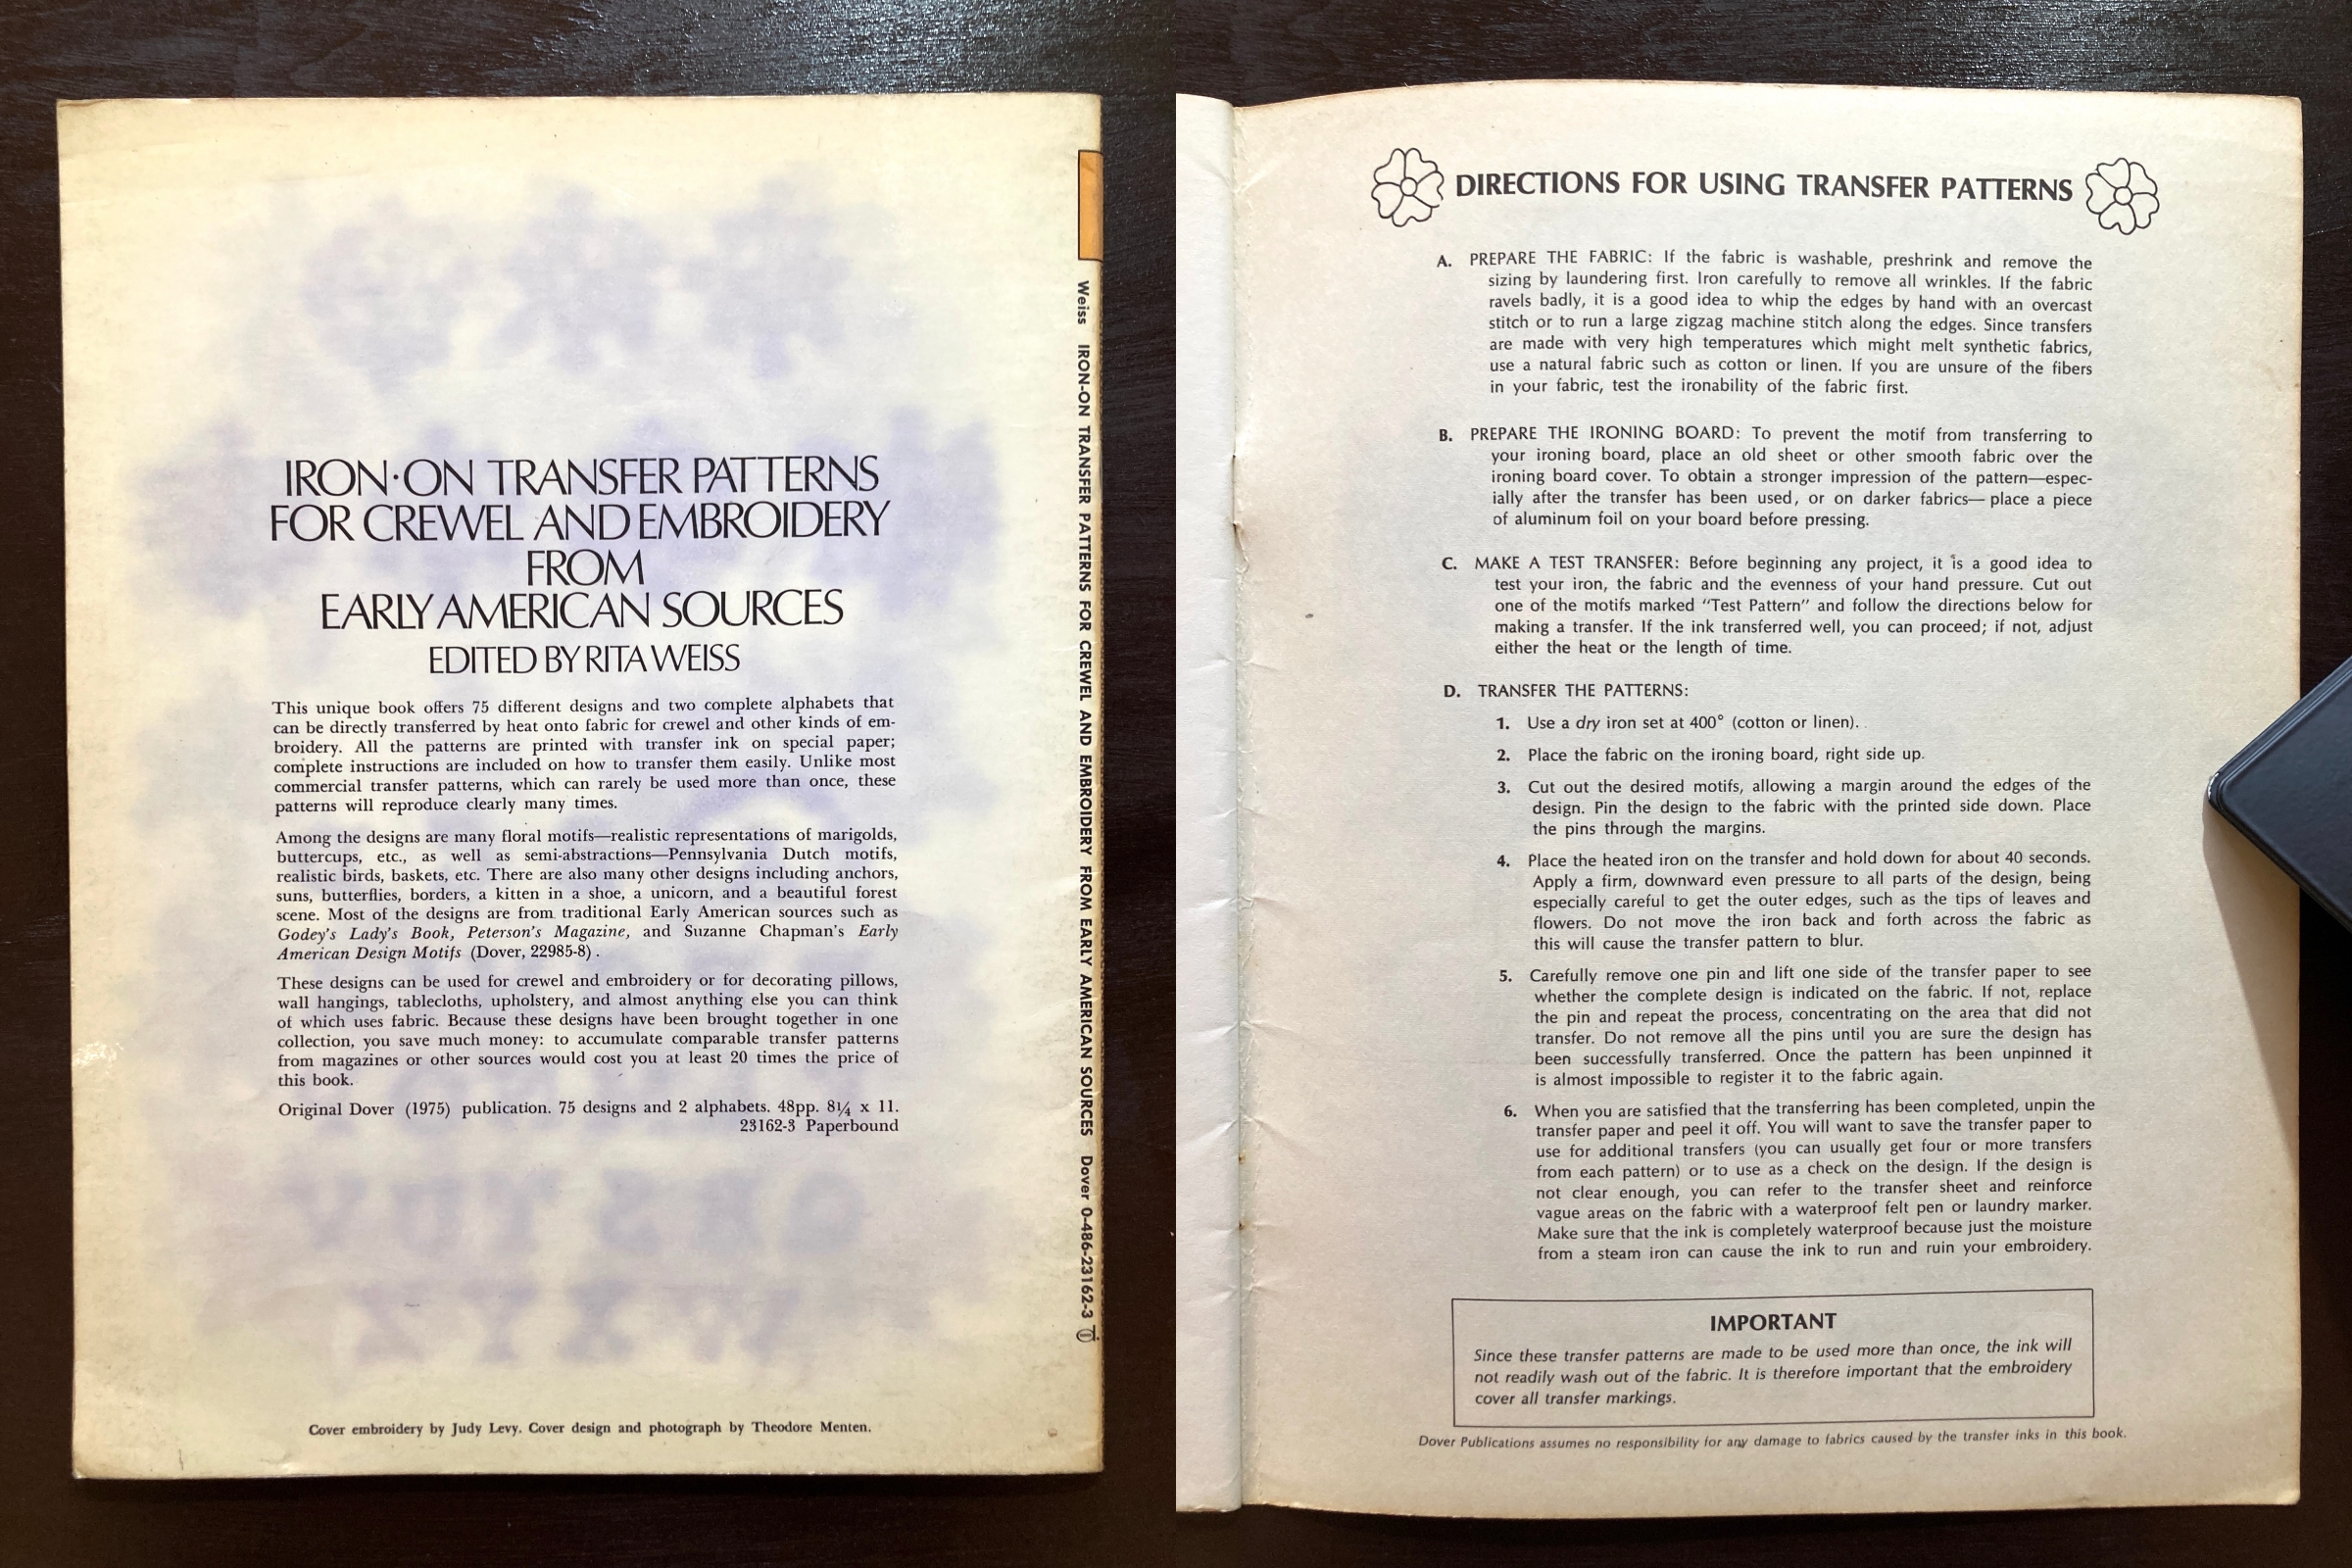 IRON·ON TRANSFER PATTERNS
FOR CREWEL AND EMBROIDERY
FROM
EARLY AMERICAN SOURCES
EDITED BY RITA WEISS
This unique book offers 75 different designs and two complete alphabets that
can be directly transferred by heat onto fabric for crewel and other kinds of em-
broidery. All the patterns are printed with transfer ink on special paper;
complete instructions are included on how to transfer them easily. Unlike most
commercial transfer patterns, which can rarely be used more than once, these
patterns will reproduce clearly many times.
Among the designs are many floral motifs—realistic representations of marigolds,
buttercups, etc., as well as semi-abstractions—Pennsylvania Dutch motifs,
realistic birds, baskets, etc. There are also many other designs including anchors,
suns, butterflies, borders, a kitten in a shoe, a unicorn, and a beautiful forest
scene. Most of the designs are from traditional Early American sources such as
Godey's Lady's Book, Peterson's Magazine, and Suzanne Chapman's Early
American Design Motifs (Dover, 22985-8).
These designs can be used for crewel and embroidery or for decorating pillows,
wall hangings, tablecloths, upholstery, and almost anything else you can think
of which uses fabric. Because these designs have been brought together in one
collection, you save much money: to accumulate comparable transfer patterns
from magazines or other sources would cost you at least 20 times the price of
this book.
Original Dover (1975) publication. 75 designs and 2 alphabets. 48pp. 8¼ x 11.
23162-3 Paperbound
Cover embroidery by Judy Levy. Cover design and photograph by Theodore Menten.
Weiss IRON-ON TRANSFER PATTERNS FOR CREWEL AND EMBROIDERY FROM EARLY AMERICAN SOURCES Dover 0-486-23162-3
DIRECTIONS FOR USING TRANSFER PATTERNS
A. PREPARE THE FABRIC: If the fabric is washable, preshrink and remove the
sizing by laundering first. Iron carefully to remove all wrinkles. If the fabric
ravels badly, it is a good idea to whip the edges by hand with an overcast
stitch or to run a large zigzag machine stitch along the edges. Since transfers
are made with very high temperatures which might melt synthetic fabrics,
use a natural fabric such as cotton or linen. If you are unsure of the fibers
in your fabric, test the ironability of the fabric first.
B. PREPARE THE IRONING BOARD: To prevent the motif from transferring to
your ironing board, place an old sheet or other smooth fabric over the
ironing board cover. To obtain a stronger impression of the pattern—espec-
ially after the transfer has been used, or on darker fabrics— place a piece
of aluminum foil on your board before pressing.
C. MAKE A TEST TRANSFER: Before beginning any project, it is a good idea to
test your iron, the fabric and the evenness of your hand pressure. Cut out
one of the motifs marked "Test Pattern" and follow the directions below for
making a transfer. If the ink transferred well, you can proceed; if not, adjust
either the heat or the length of time.
D. TRANSFER THE PATTERNS:
1. Use a dry iron set at 400° (cotton or linen).
2. Place the fabric on the ironing board, right side up.
3. Cut out the desired motifs, allowing a margin around the edges of the
design. Pin the design to the fabric with the printed side down. Place
the pins through the margins.
4. Place the heated iron on the transfer and hold down for about 40 seconds.
Apply a firm, downward even pressure to all parts of the design, being
especially careful to get the outer edges, such as the tips of leaves and
flowers. Do not move the iron back and forth across the fabric as
this will cause the transfer pattern to blur.
5. Carefully remove one pin and lift one side of the transfer paper to see
whether the complete design is indicated on the fabric. If not, replace
the pin and repeat the process, concentrating on the area that did not
transfer. Do not remove all the pins until you are sure the design has
been successfully transferred. Once the pattern has been unpinned it
is almost impossible to register it to the fabric again.
6. When you are satisfied that the transferring has been completed, unpin the
transfer paper and peel it off. You will want to save the transfer paper to
use for additional transfers (you can usually get four or more transfers
from each pattern) or to use as a check on the design. If the design is
not clear enough, you can refer to the transfer sheet and reinforce
vague areas on the fabric with a waterproof felt pen or laundry marker.
Make sure that the ink is completely waterproof because just the moisture
from a steam iron can cause the ink to run and ruin your embroidery.
IMPORTANT
Since these transfer patterns are made to be used more than once, the ink will
not readily wash out of the fabric. It is therefore important that the embroidery
cover all transfer markings.
Dover Publications assumes no responsibility for any damage to fabrics caused by the transfer inks in this book.